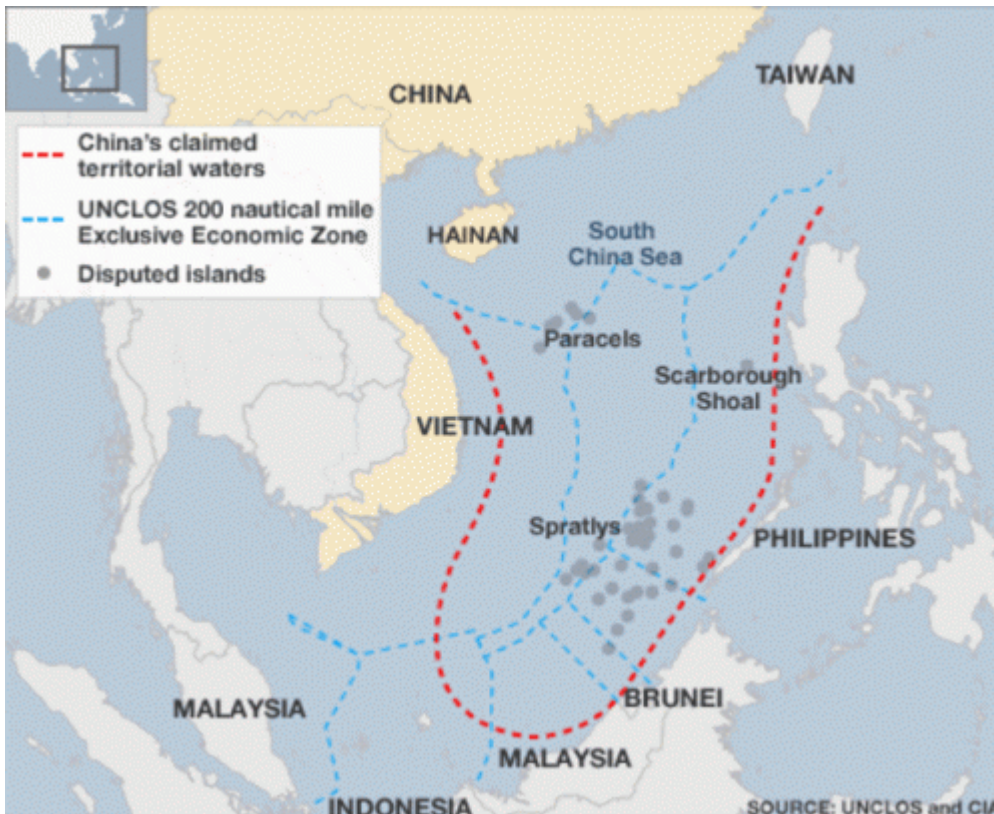 TAIWAN
CHINA
China's claimed
territorial waters
UNCLOS 200 nautical mile
Exclusive Economic Zone
Disputed islands
HAINAN
South
China Sea
Paracels
Scarborough
Shoal
VIETNAM
Spratlys
PHILIPPINES
BRUNEI
MALAYSIA
MALAYSIA
INDONESIA
SOURCE: UNCLOS and CIA